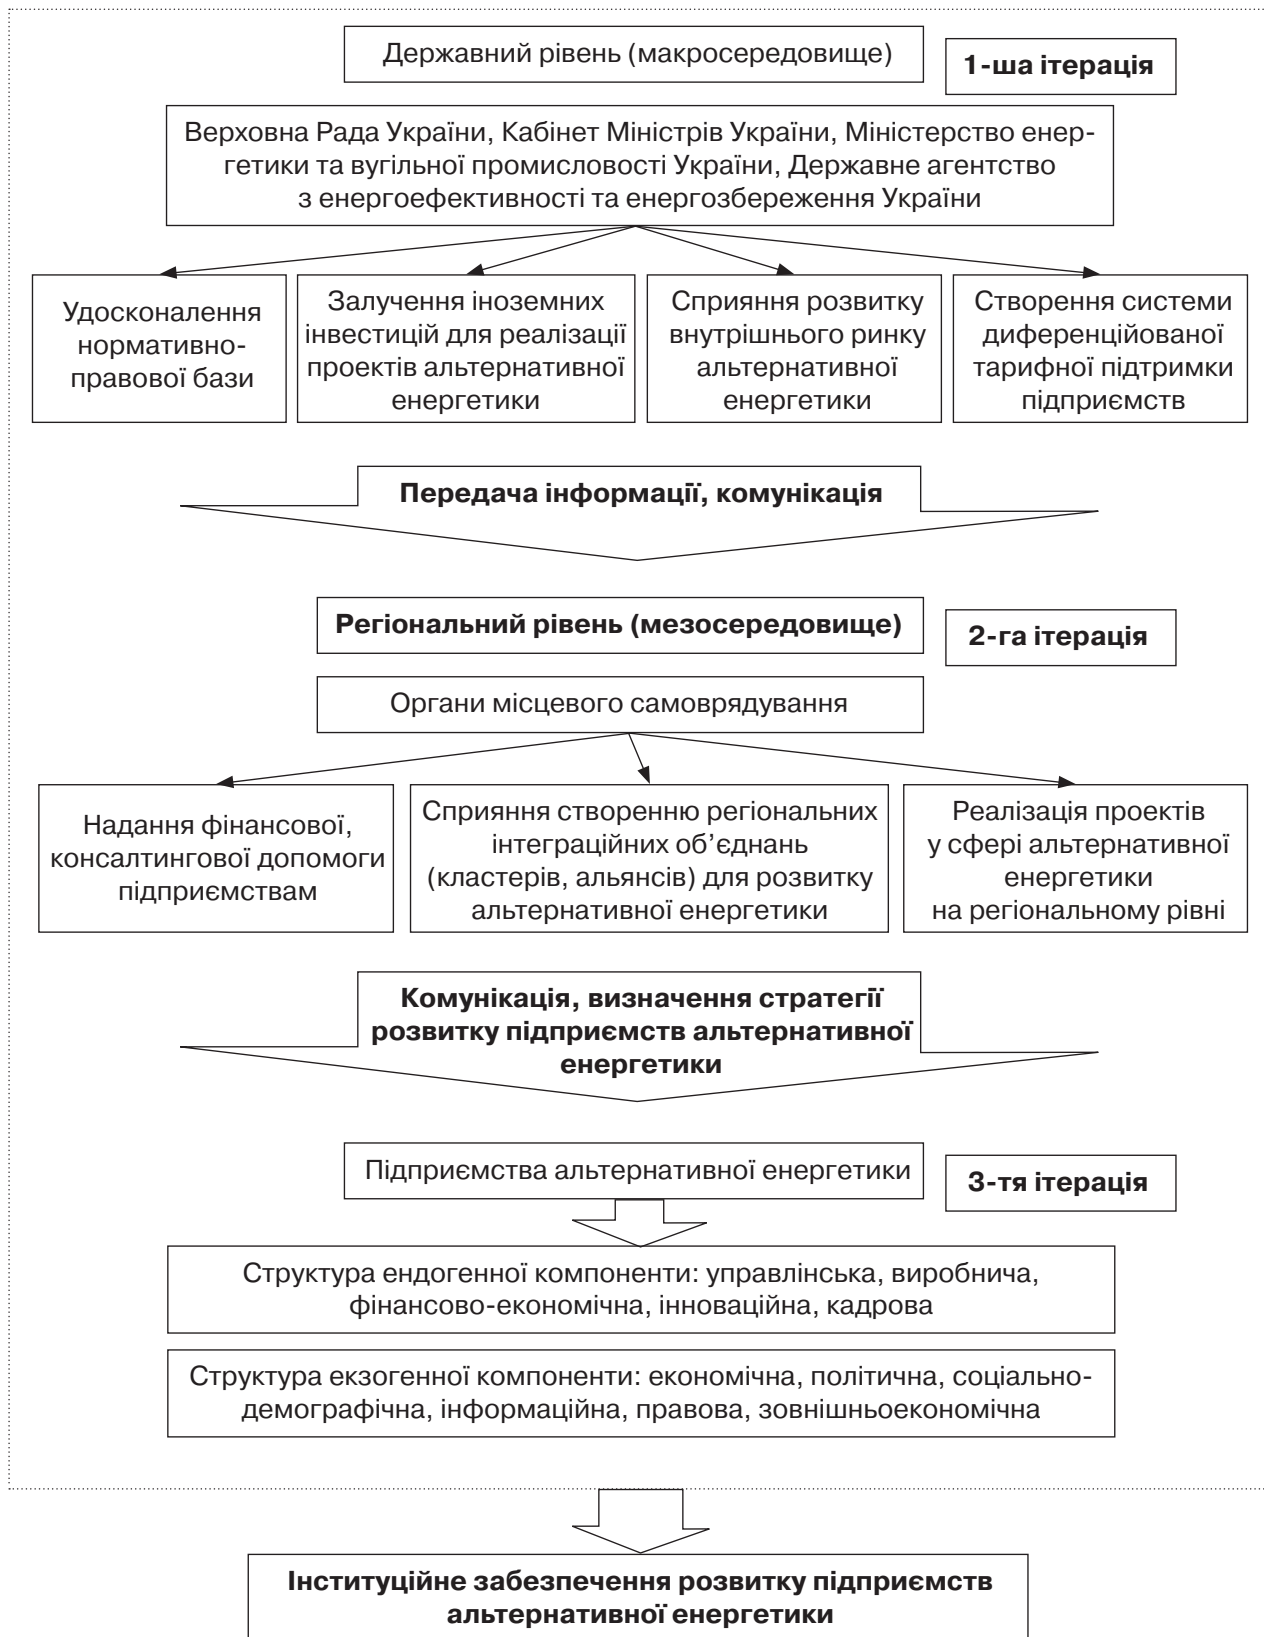 Державний рівень (макросередовище)
1-ша ітерація
Верховна Рада України, Кабінет Міністрів України, Міністерство енер-
гетики та вугільної промисловості України, Державне агентство
з енергоефективності та енергозбереження України
Удосконалення
нормативно-
правової бази
Залучення іноземних
інвестицій для реалізації
проектів альтернативної
енергетики
Сприяння розвитку
внутрішнього ринку
альтернативної
енергетики
Створення системи
диференційованої
тарифної підтримки
підприємств
Передача інформації, комунікація
Регіональний рівень (мезосередовище)
2-га ітерація
Органи місцевого самоврядування
Надання фінансової,
консалтингової допомоги
підприємствам
Сприяння створенню регіональних
інтеграційних об’єднань
(кластерів, альянсів) для розвитку
альтернативної енергетики
Реалізація проектів
у сфері альтернативної
енергетики
на регіональному рівні
Комунікація, визначення стратегії
розвитку підприємств альтернативної
енергетики
Підприємства альтернативної енергетики
3-тя ітерація
Структура ендогенної компоненти: управлінська, виробнича,
фінансово-економічна, інноваційна, кадрова
Структура екзогенної компоненти: економічна, політична, соціально-
демографічна, інформаційна, правова, зовнішньоекономічна
Інституційне забезпечення розвитку підприємств
альтернативної енергетики